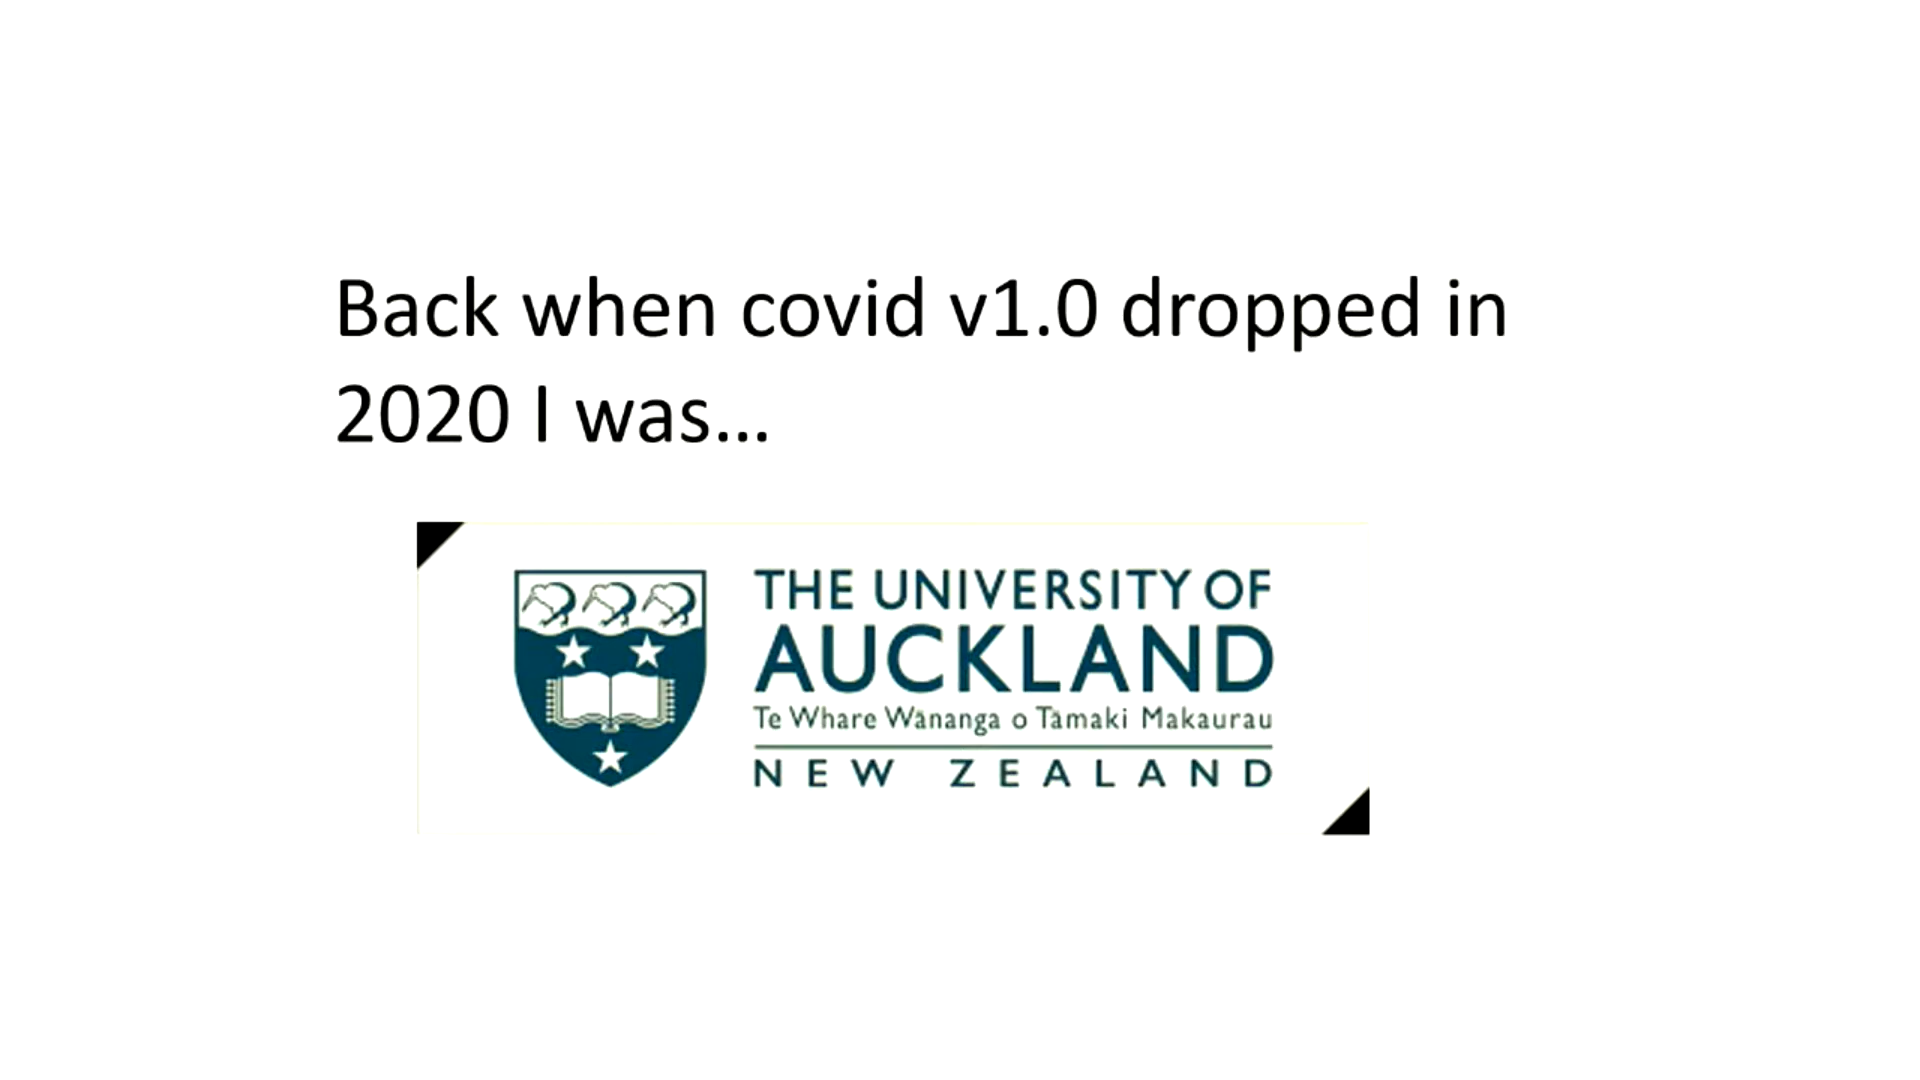 Back when covid v1.0 dropped in
2020 I was...
THE UNIVERSITY OF
AUCKLAND
Te Whare Wānanga o Tāmaki Makaurau
NEW ZEALAND